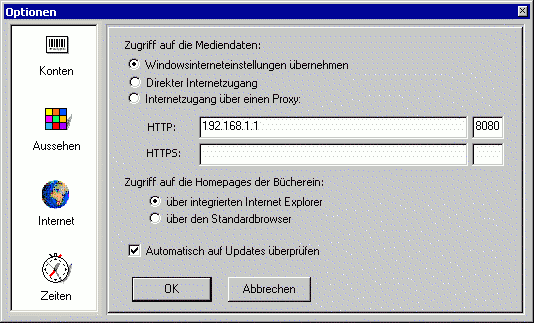 Optionen
Konten
Aussehen
Internet
Zeiten
Zugriff auf die Mediendaten:
Windowsinterneteinstellungen übernehmen
Direkter Internetzugang
Internetzugang über einen Proxy:
HTTP: 192.168.1.1 8080
HTTPS:
Zugriff auf die Homepages der Bücherein:
über integrierten Internet Explorer
über den Standardbrowser
Automatisch auf Updates überprüfen
OK Abbrechen